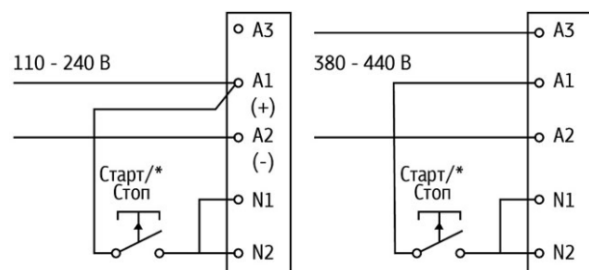 A3
110 - 240 В
A1
(+)
A2
(-)
Старт/*
Стоп
N1
N2
A3
380 - 440 В
A1
A2
Старт/*
Стоп
N1
N2